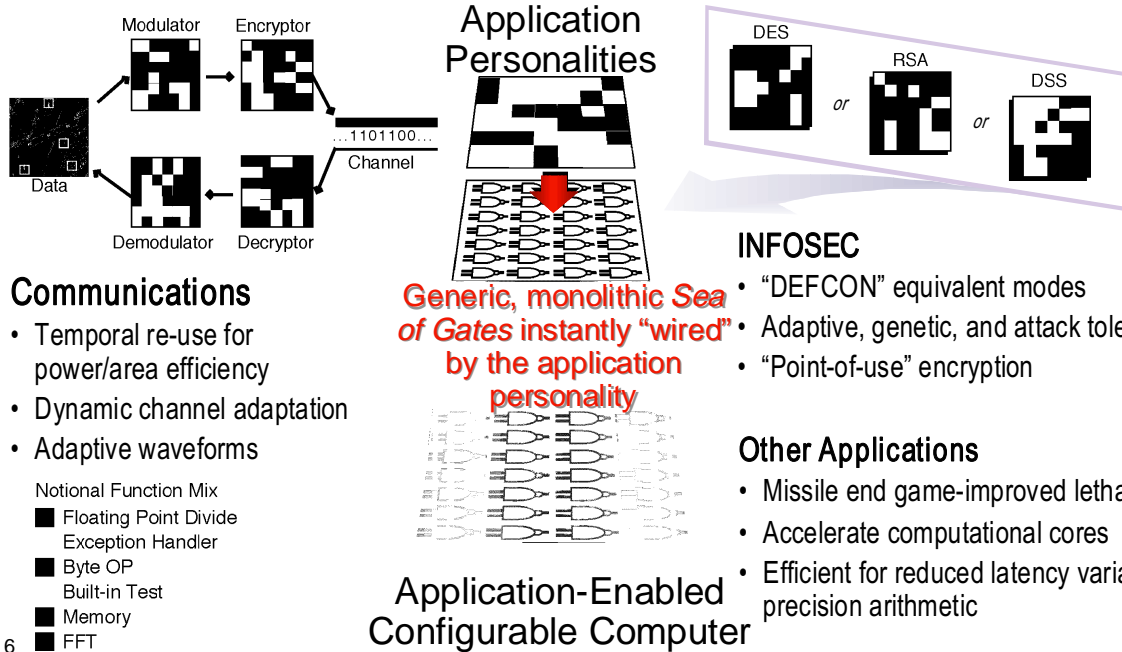 Modulator
Encryptor
Data
...1101100...
Channel
Demodulator
Decryptor
Communications
• Temporal re-use for
power/area efficiency
• Dynamic channel adaptation
• Adaptive waveforms
Notional Function Mix
Floating Point Divide
Exception Handler
Byte OP
Built-in Test
Memory
FFT
6
Application
Personalities
Generic, monolithic Sea
of Gates instantly “wired”
by the application
personality
Application-Enabled
Configurable Computer
DES
or
RSA
or
DSS
INFOSEC
• “DEFCON” equivalent modes
• Adaptive, genetic, and attack tole
• “Point-of-use” encryption
Other Applications
• Missile end game-improved letha
• Accelerate computational cores
• Efficient for reduced latency varia
precision arithmetic